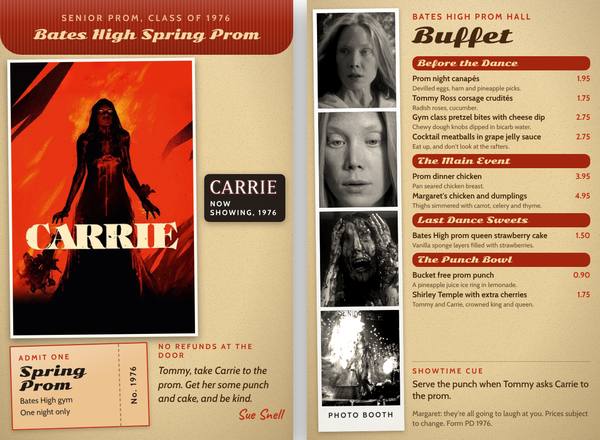 SENIOR PROM, CLASS OF 1976
Bates High Spring Prom
CARRIE
CARRIE
NOW
SHOWING, 1976
ADMIT ONE
Spring
Prom
Bates High gym
One night only
No. 1976
NO REFUNDS AT THE
DOOR
Tommy, take Carrie to the
prom. Get her some punch
and cake, and be kind.
Sue Snell
PHOTO BOOTH
BATES HIGH PROM HALL
Buffet
Before the Dance
Prom night canapés 1.95
Devilled eggs, ham and pineapple picks.
Tommy Ross corsage crudités 1.75
Radish roses, cucumber.
Gym class pretzel bites with cheese dip 2.75
Chewy dough knobs dipped in bicarb water.
Cocktail meatballs in grape jelly sauce 2.75
Eat up, and don't look at the rafters.
The Main Event
Prom dinner chicken 3.95
Pan seared chicken breast.
Margaret's chicken and dumplings 4.95
Thighs simmered with carrot, celery and thyme.
Last Dance Sweets
Bates High prom queen strawberry cake 1.50
Vanilla sponge layers filled with strawberries.
The Punch Bowl
Bucket free prom punch 0.90
A pineapple juice ice ring in lemonade.
Shirley Temple with extra cherries 1.75
Tommy and Carrie, crowned king and queen.
SHOWTIME CUE
Serve the punch when Tommy asks Carrie to
the prom.
Margaret: they're all going to laugh at you. Prices subject
to change. Form PD 1976.